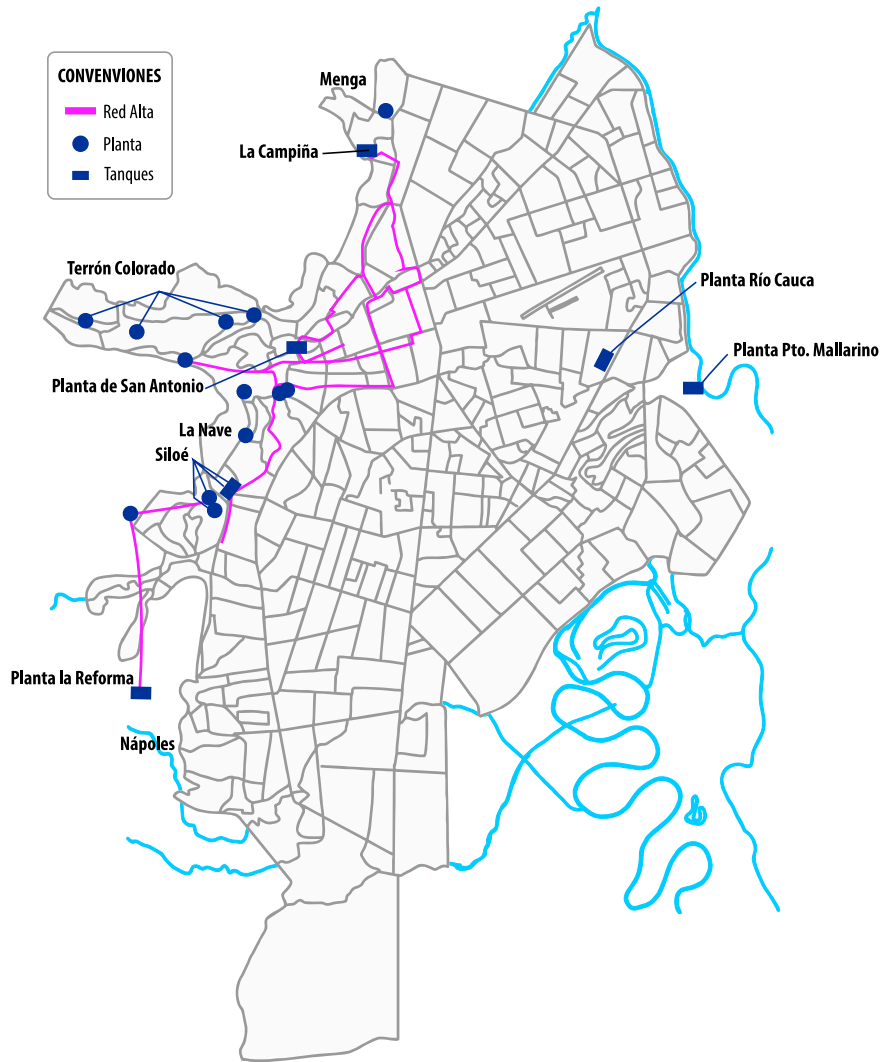 CONVENVIONES
Red Alta
Planta
Tanques
Menga
La Campiña
Terrón Colorado
Planta Río Cauca
Planta Pto. Mallarino
Planta de San Antonio
La Nave
Siloé
Planta la Reforma
Nápoles